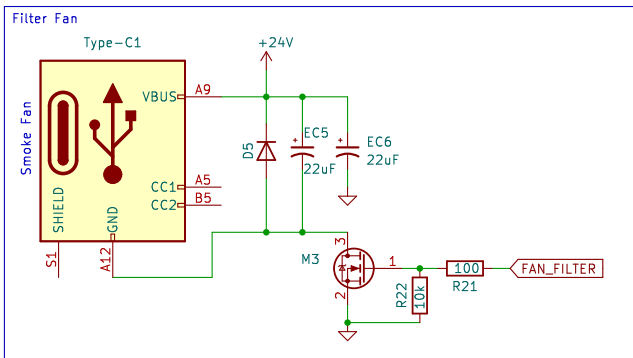 Filter Fan
Type-C1
+24V
VBUS
A9
Smoke Fan
D5
EC5
22uF
EC6
22uF
CC1
A5
CC2
B5
SHIELD
GND
S1
A12
M3
3
1
2
R22
10k
100
R21
FAN_FILTER